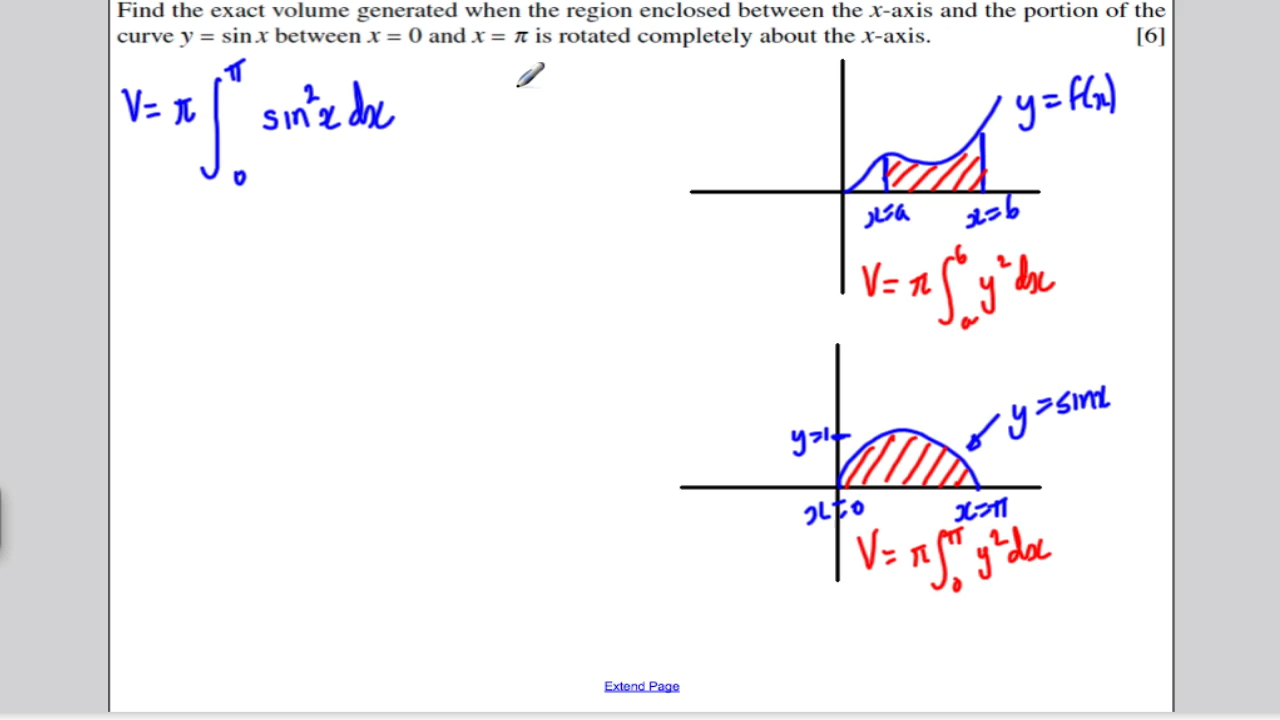 Find the exact volume generated when the region enclosed between the x-axis and the portion of the
curve y = sin x between x = 0 and x = π is rotated completely about the x-axis. [6]
V = π ∫₀^π sin²x dx
y = f(x)
x=a x=b
V = π ∫ₐᵇ y² dx
y = sinx
y=1
x=0 x=π
V = π ∫₀^π y² dx
Extend Page